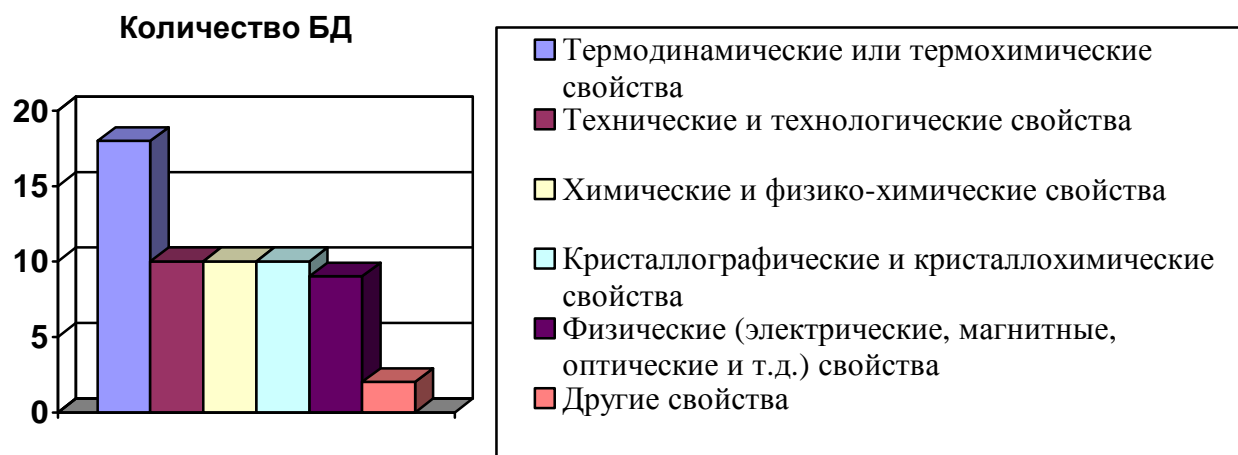 Количество БД
20
15
10
5
0
Термодинамические или термохимические
свойства
Технические и технологические свойства
Химические и физико-химические свойства
Кристаллографические и кристаллохимические
свойства
Физические (электрические, магнитные,
оптические и т.д.) свойства
Другие свойства